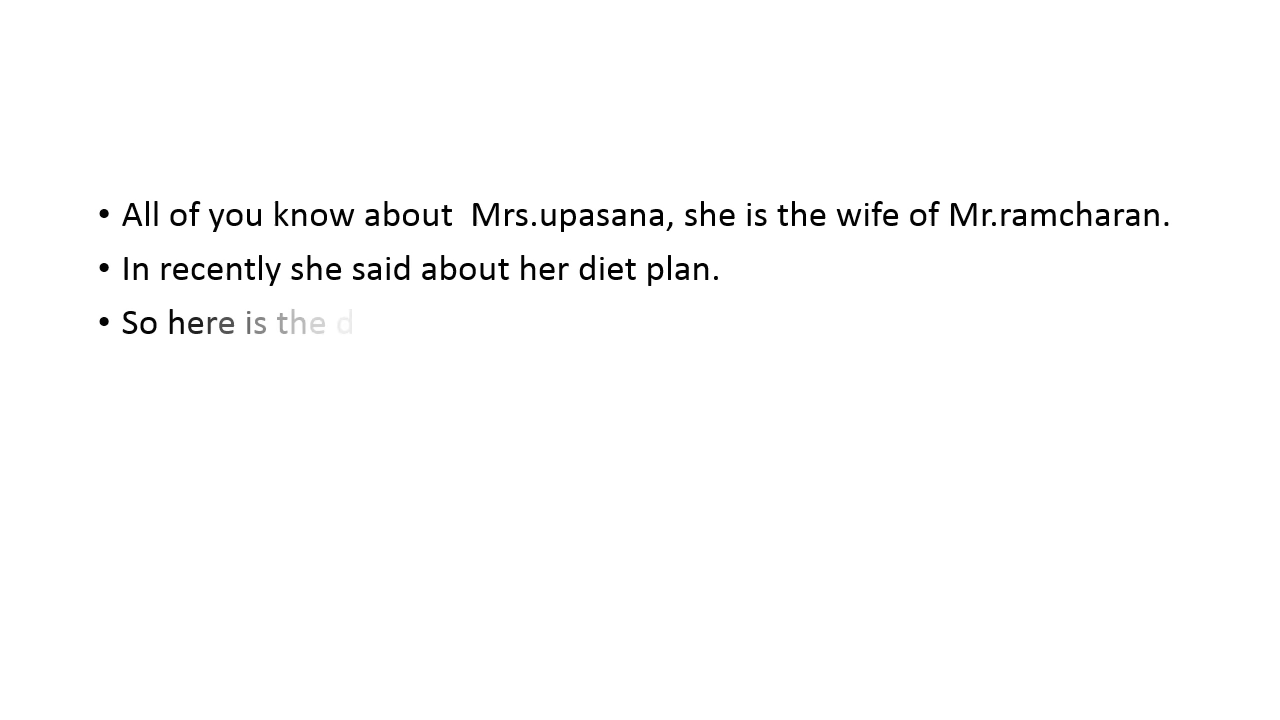 • All of you know about  Mrs.upasana, she is the wife of Mr.ramcharan.
• In recently she said about her diet plan.
• So here is the d